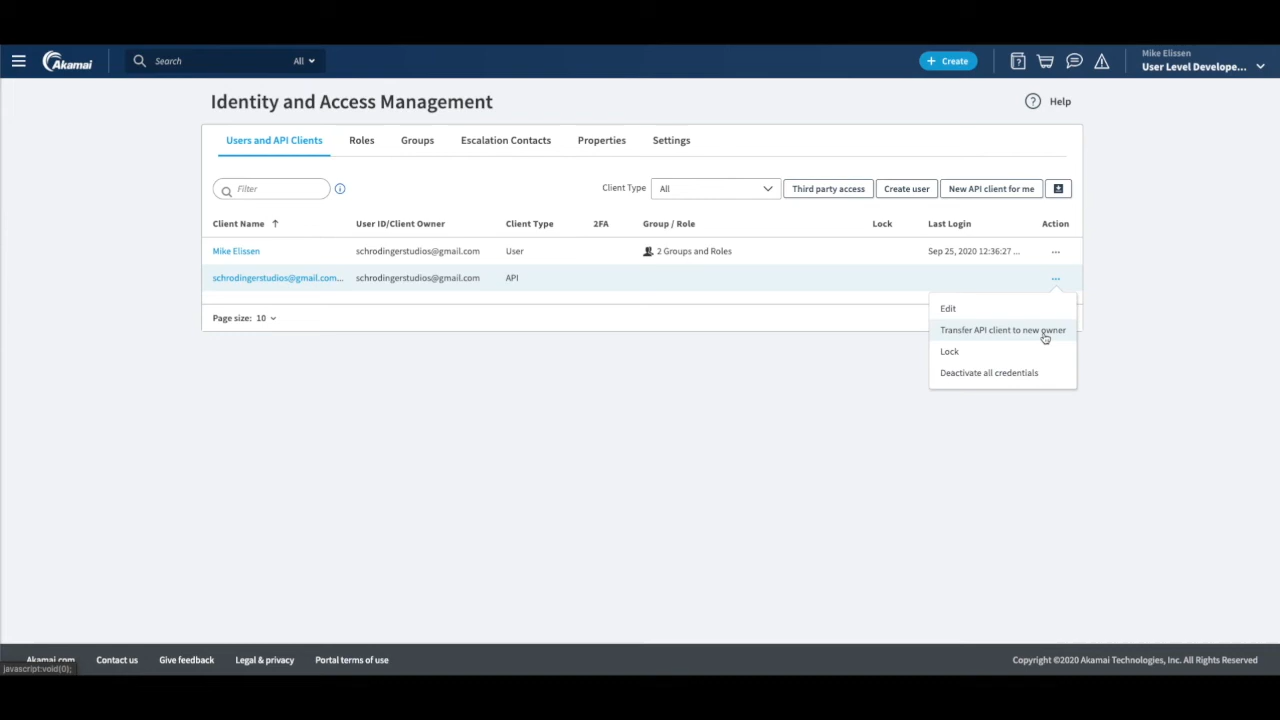 Akamai
Search All
+ Create
Mike Elissen
User Level Develope...
Identity and Access Management
? Help
Users and API Clients Roles Groups Escalation Contacts Properties Settings
Filter
Client Type All Third party access Create user New API client for me
Client Name User ID/Client Owner Client Type 2FA Group / Role Lock Last Login Action
Mike Elissen schrodingerstudios@gmail.com User 2 Groups and Roles Sep 25, 2020 12:36:27 ... ...
schrodingerstudios@gmail.com... schrodingerstudios@gmail.com API ...
Edit
Page size: 10
Transfer API client to new owner
Lock
Deactivate all credentials
Akamai.com Contact us Give feedback Legal & privacy Portal terms of use Copyright ©2020 Akamai Technologies, Inc. All Rights Reserved
javascript:void(0);